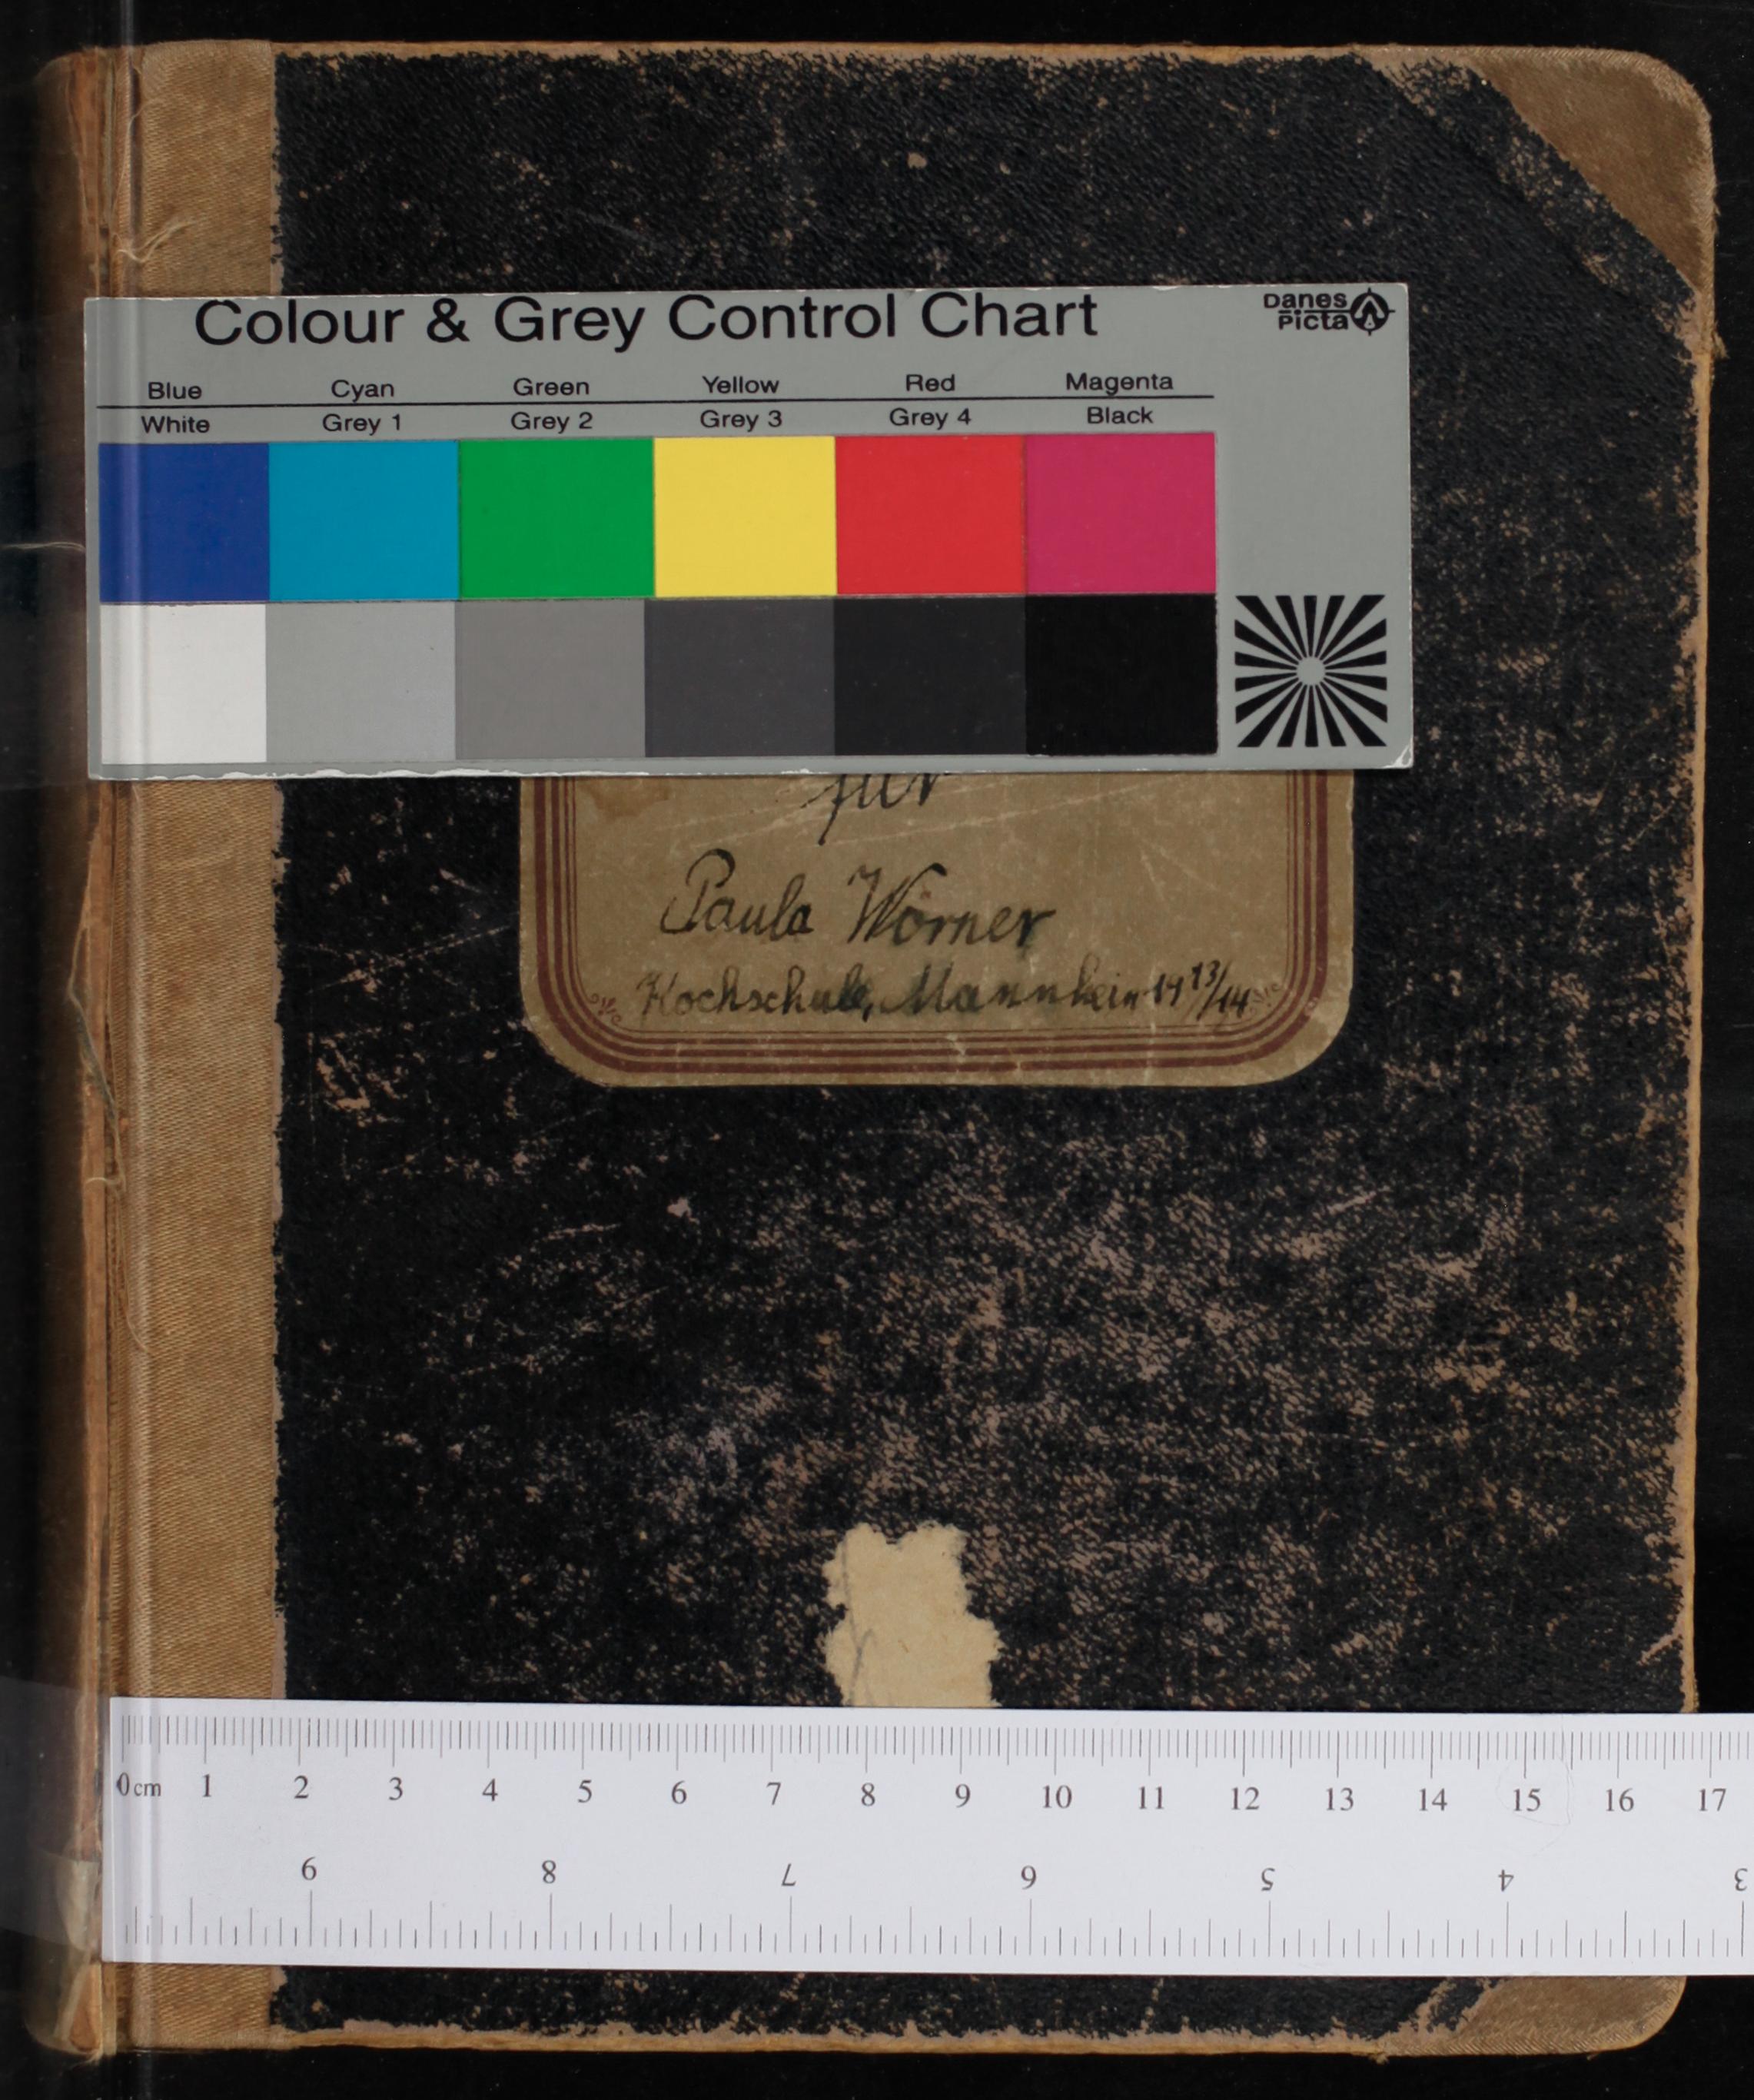 Colour & Grey Control Chart
Danes
Picta
Blue Cyan Green Yellow Red Magenta
White Grey 1 Grey 2 Grey 3 Grey 4 Black
für
Paula Wörner
Kochschule, Mannheim 1913/14
0 cm 1 2 3 4 5 6 7 8 9 10 11 12 13 14 15 16 17
9 8 7 6 5 4 3